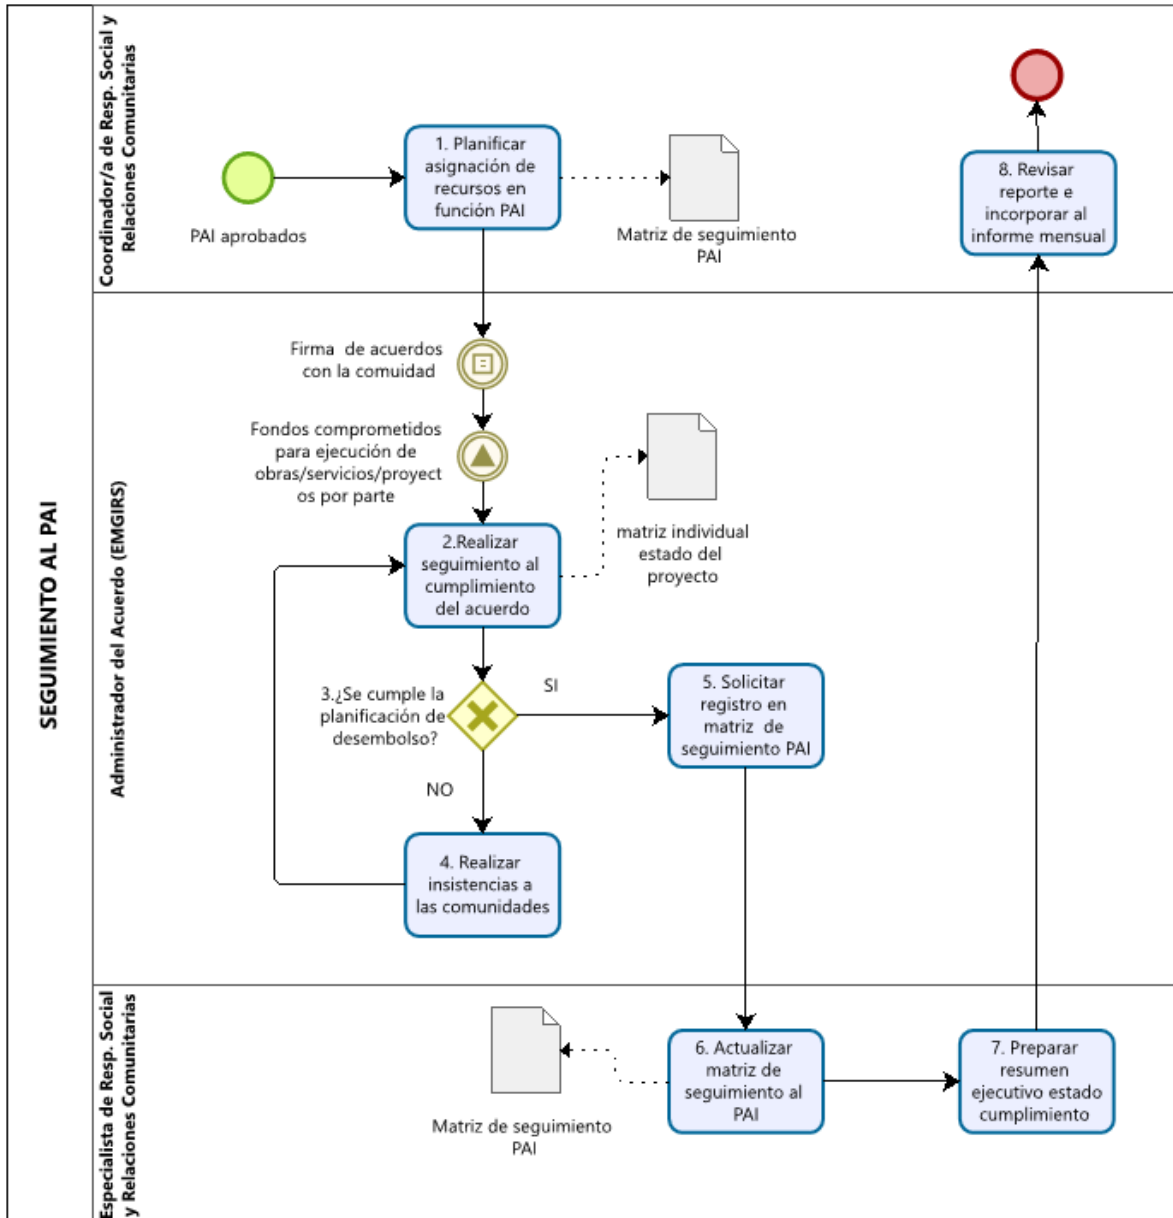 SEGUIMIENTO AL PAI
Coordinador/a de Resp. Social y
Relaciones Comunitarias
PAI aprobados
1. Planificar
asignación de
recursos en
función PAI
Matriz de seguimiento
PAI
8. Revisar
reporte e
incorporar al
informe mensual
Administrador del Acuerdo (EMGIRS)
Firma de acuerdos
con la comuidad
Fondos comprometidos
para ejecución de
obras/servicios/proyect
os por parte
2.Realizar
seguimiento al
cumplimiento
del acuerdo
matriz individual
estado del
proyecto
3.¿Se cumple la
planificación de
desembolso?
SI
NO
5. Solicitar
registro en
matriz de
seguimiento PAI
4. Realizar
insistencias a
las comunidades
Especialista de Resp. Social
y Relaciones Comunitarias
Matriz de seguimiento
PAI
6. Actualizar
matriz de
seguimiento al
PAI
7. Preparar
resumen
ejecutivo estado
cumplimiento